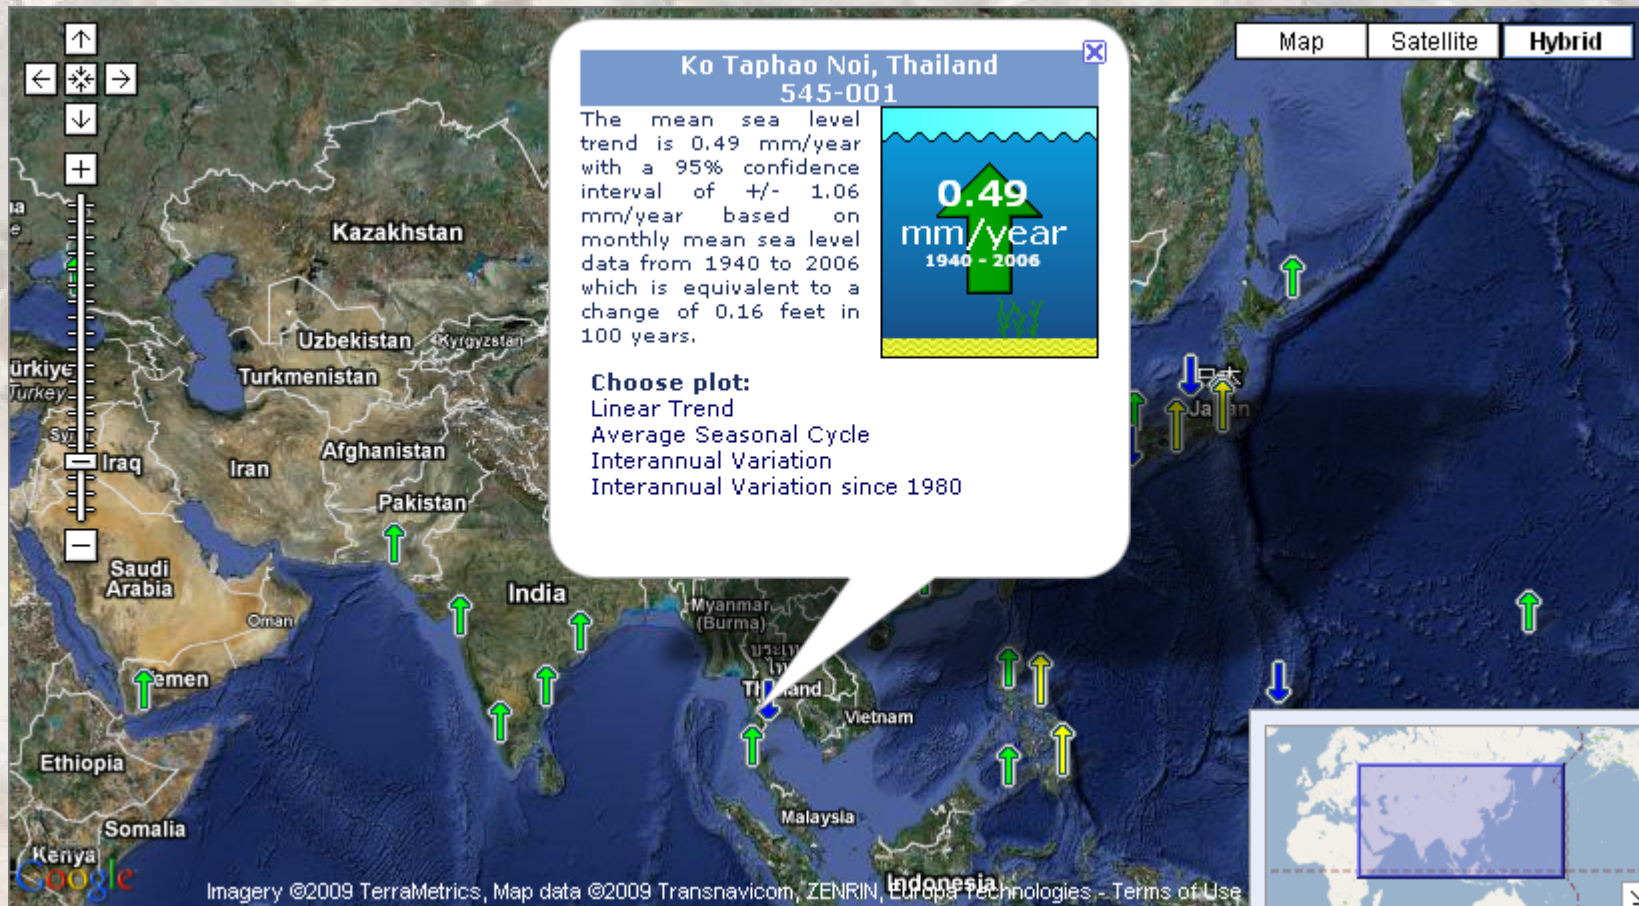 Map
Satellite
Hybrid
Ko Taphao Noi, Thailand
545-001
The mean sea level
trend is 0.49 mm/year
with a 95% confidence
interval of +/- 1.06
mm/year based on
monthly mean sea level
data from 1940 to 2006
which is equivalent to a
change of 0.16 feet in
100 years.
0.49
mm/year
1940 - 2006
Choose plot:
Linear Trend
Average Seasonal Cycle
Interannual Variation
Interannual Variation since 1980
Kazakhstan
Uzbekistan
Kyrgyzstan
Turkmenistan
Turkey
Afghanistan
Iraq
Iran
Pakistan
Saudi
Arabia
Oman
India
Myanmar
(Burma)
Thailand
Vietnam
日本
Japan
Yemen
Ethiopia
Somalia
Kenya
Malaysia
Indonesia
Google
Imagery ©2009 TerraMetrics, Map data ©2009 Transnavicom, ZENRIN, Europa Technologies - Terms of Use